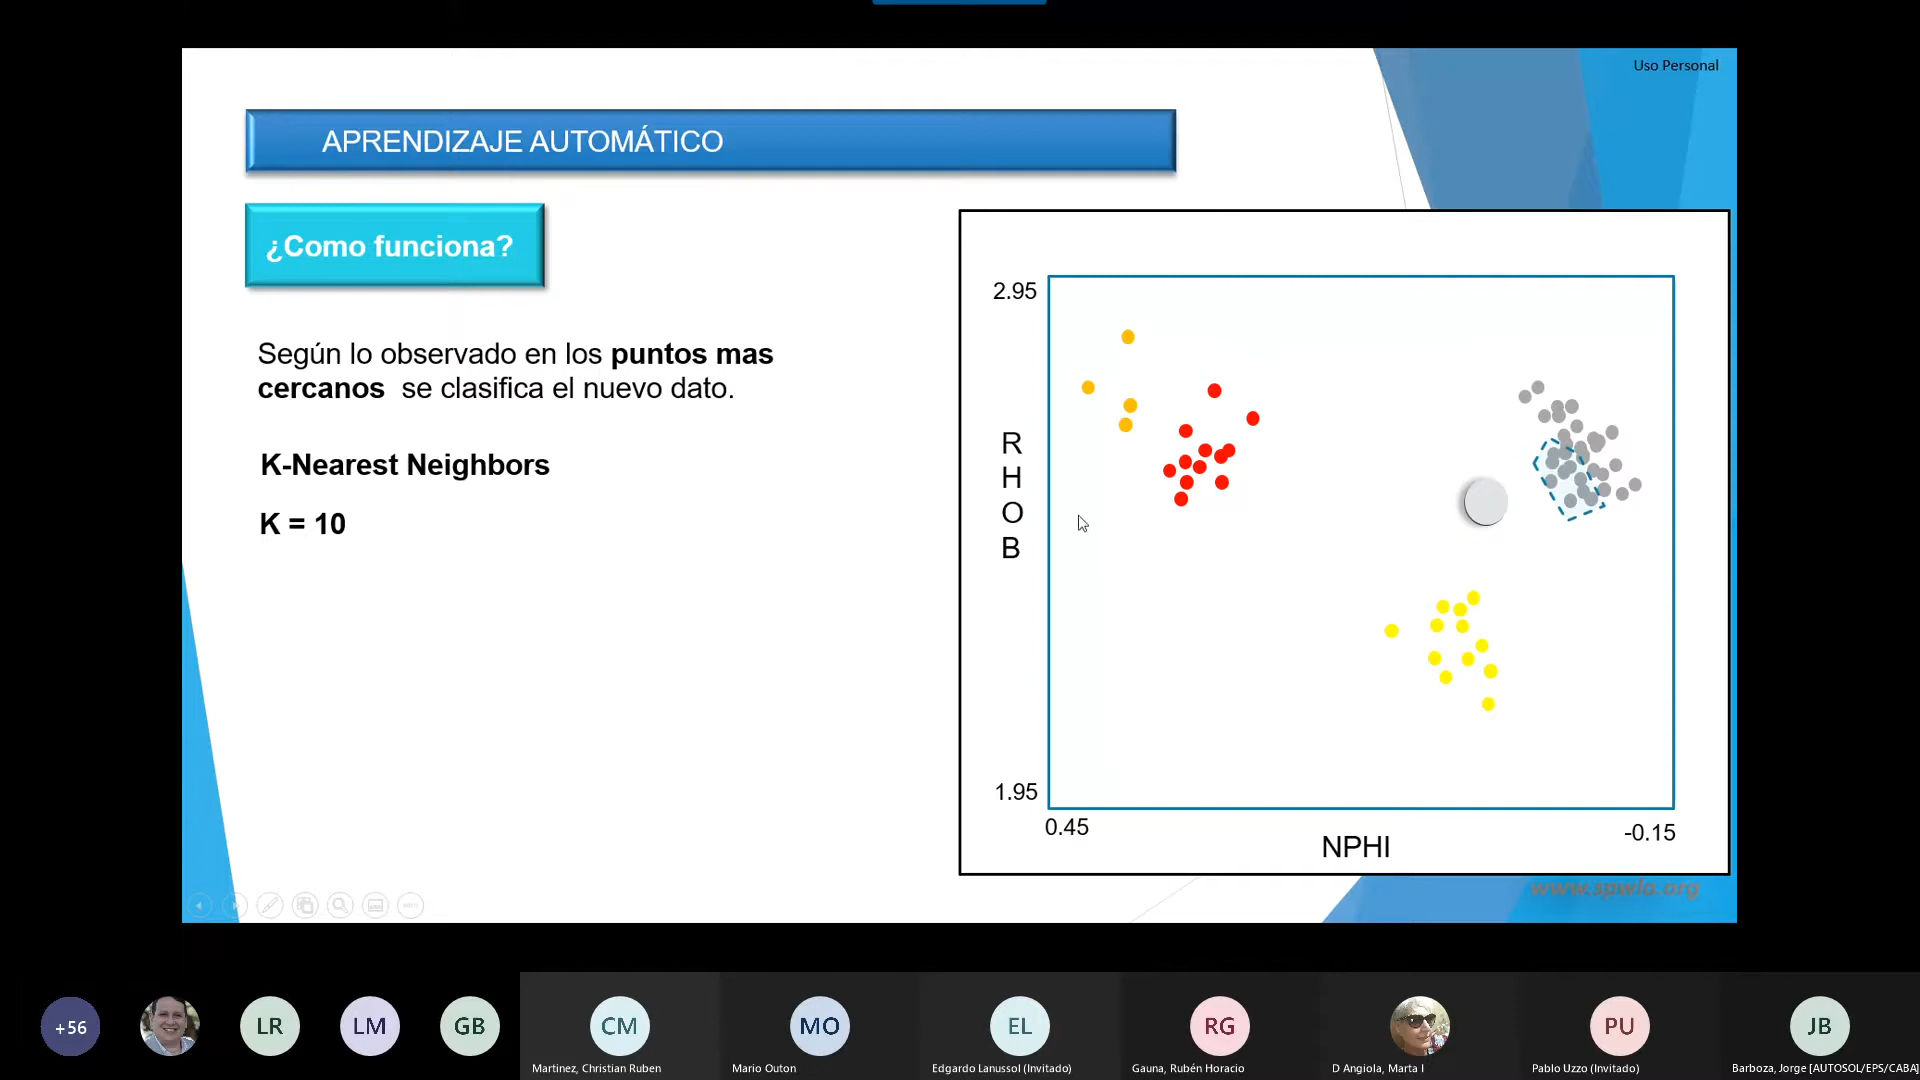 Uso Personal
APRENDIZAJE AUTOMÁTICO
¿Como funciona?
Según lo observado en los puntos mas
cercanos se clasifica el nuevo dato.
K-Nearest Neighbors
K = 10
2.95
R
H
O
B
1.95
0.45
-0.15
NPHI
www.spwla.org
+56
LR
LM
GB
CM
MO
EL
RG
PU
JB
Martinez, Christian Ruben
Mario Outon
Edgardo Lanussol (Invitado)
Gauna, Rubén Horacio
D Angiola, Marta I
Pablo Uzzo (Invitado)
Barboza, Jorge [AUTOSOL/EPS/CABA]